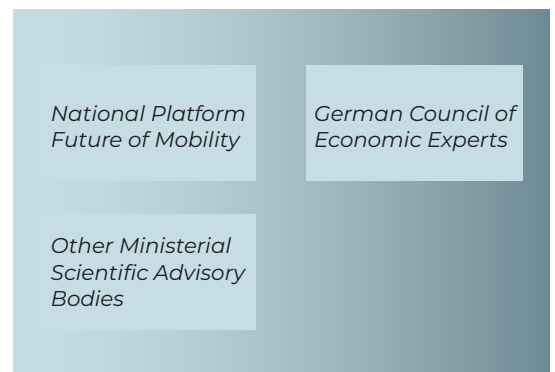 National Platform
Future of Mobility
German Council of
Economic Experts
Other Ministerial
Scientific Advisory
Bodies